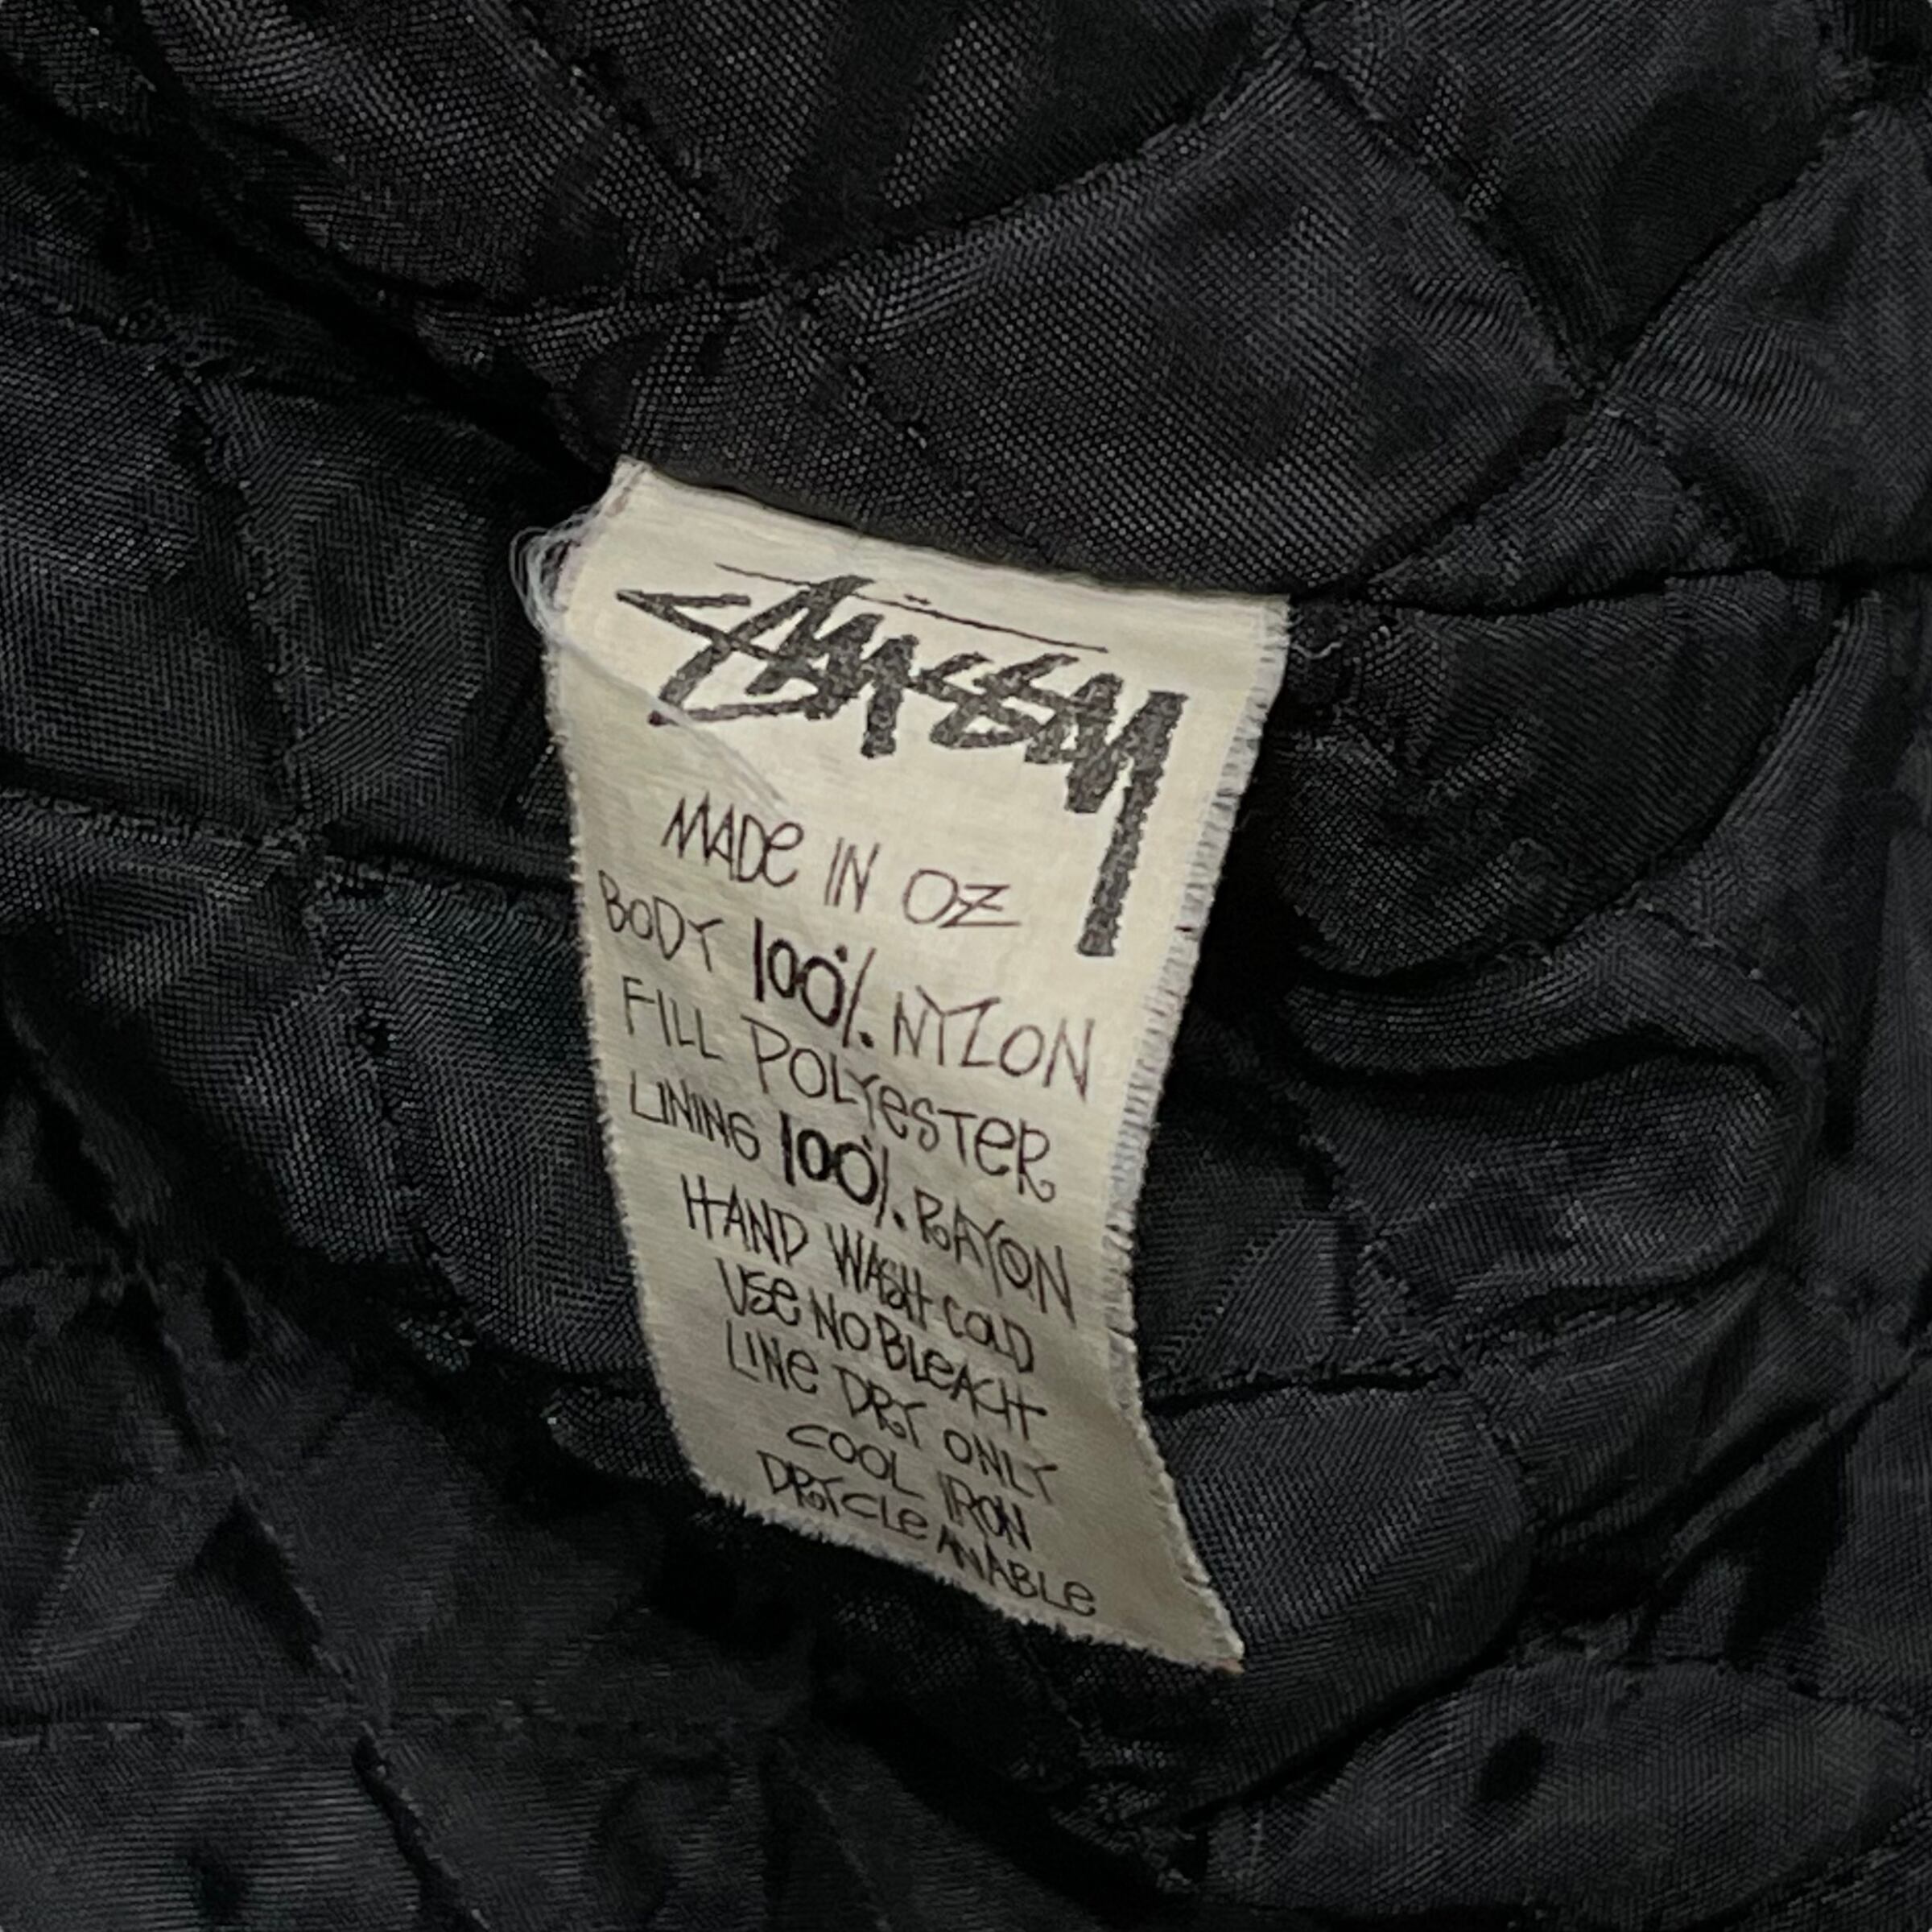 Stüssy
MADe IN OZ
BODY 100% NYLON
FILL POLYeSTeR
LINING 100% RAYON
HAND WASH COLD
USe NO BLeACH
LINe DRY ONLY
COOL IRON
DRYCLeANABLe